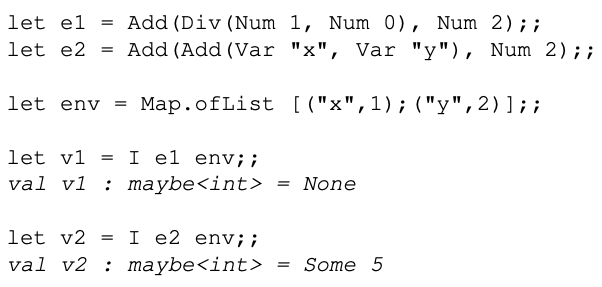 let e1 = Add(Div(Num 1, Num 0), Num 2);;
let e2 = Add(Add(Var "x", Var "y"), Num 2);;
let env = Map.ofList [("x",1);("y",2)];;
let v1 = I e1 env;;
val v1 : maybe<int> = None
let v2 = I e2 env;;
val v2 : maybe<int> = Some 5